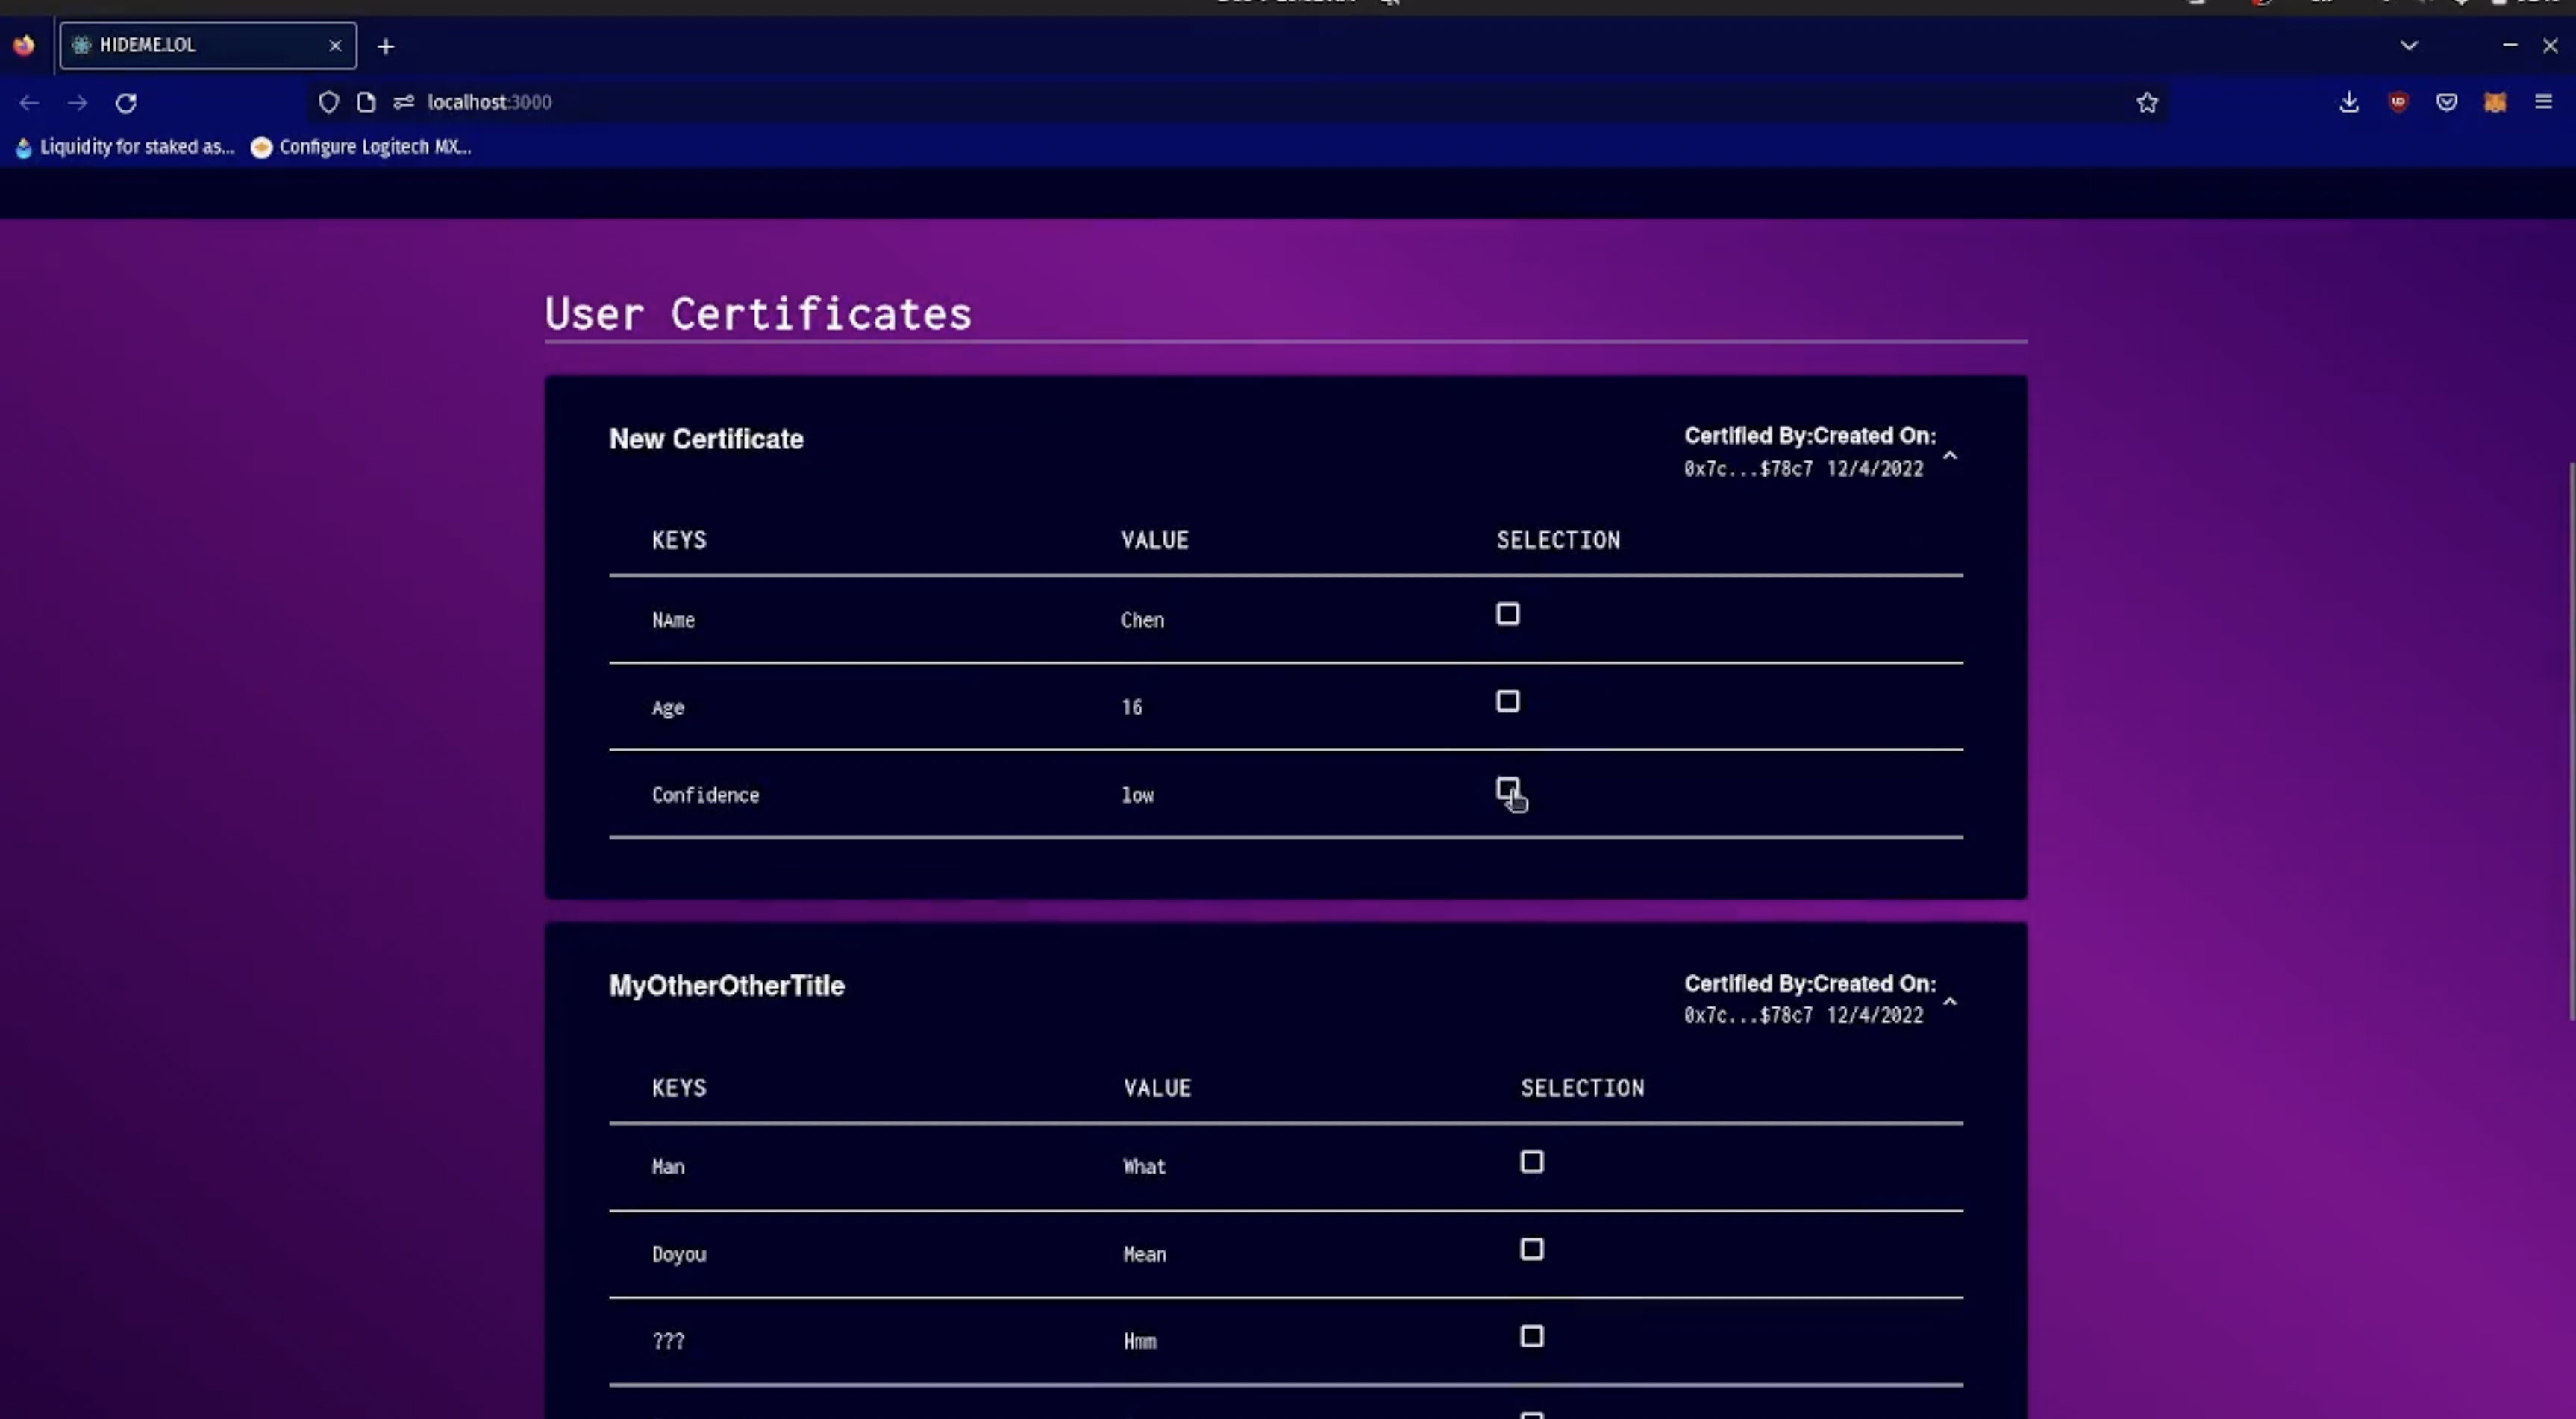 HIDEME.LOL
localhost:3000
Liquidity for staked as... Configure Logitech MX...
User Certificates
New Certificate
Certified By:Created On:
0x7c...$78c7 12/4/2022
KEYS VALUE SELECTION
NAme Chen
Age 16
Confidence low
MyOtherOtherTitle
Certified By:Created On:
0x7c...$78c7 12/4/2022
KEYS VALUE SELECTION
Man What
Doyou Mean
??? Hmm